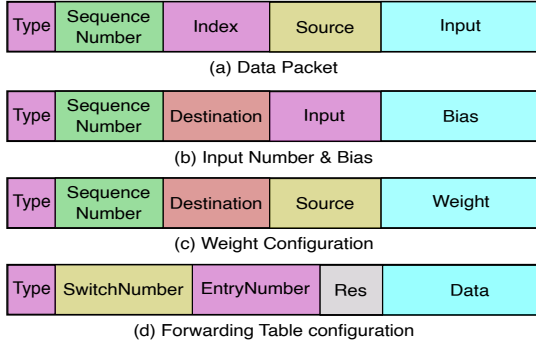 Type Sequence Number Index Source Input
(a) Data Packet
Type Sequence Number Destination Input Bias
(b) Input Number & Bias
Type Sequence Number Destination Source Weight
(c) Weight Configuration
Type SwitchNumber EntryNumber Res Data
(d) Forwarding Table configuration